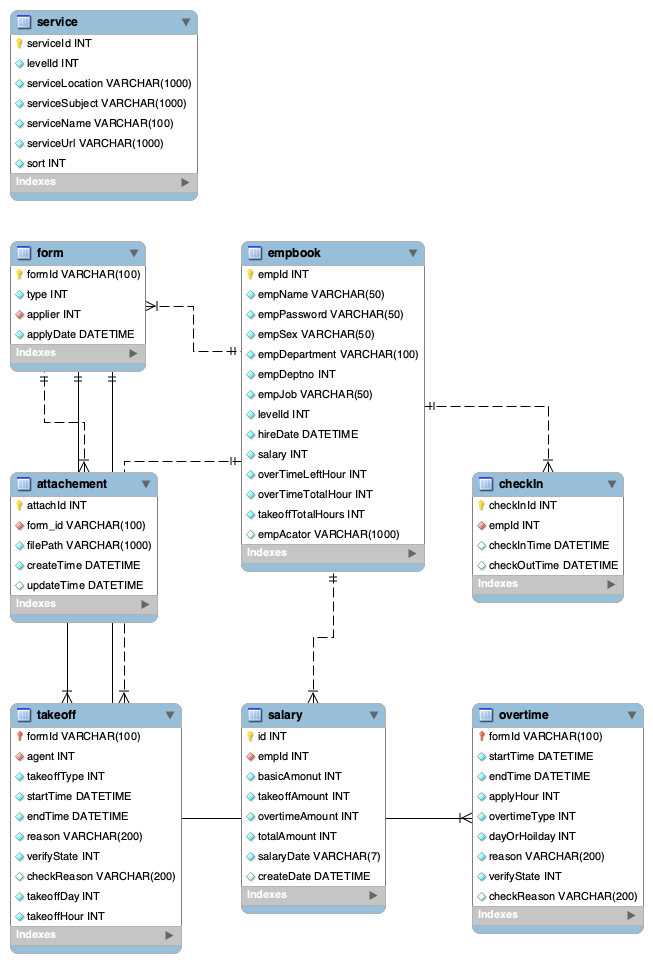 service
serviceId INT
levelId INT
serviceLocation VARCHAR(1000)
serviceSubject VARCHAR(1000)
serviceName VARCHAR(100)
serviceUrl VARCHAR(1000)
sort INT
Indexes
form
formId VARCHAR(100)
type INT
applier INT
applyDate DATETIME
Indexes
empbook
empId INT
empName VARCHAR(50)
empPassword VARCHAR(50)
empSex VARCHAR(50)
empDepartment VARCHAR(100)
empDeptno INT
empJob VARCHAR(50)
levelId INT
hireDate DATETIME
salary INT
overTimeLeftHour INT
overTimeTotalHour INT
takeoffTotalHours INT
empAcator VARCHAR(1000)
Indexes
attachement
attachId INT
form_id VARCHAR(100)
filePath VARCHAR(1000)
createTime DATETIME
updateTime DATETIME
Indexes
checkIn
checkInId INT
empId INT
checkInTime DATETIME
checkOutTime DATETIME
Indexes
takeoff
formId VARCHAR(100)
agent INT
takeoffType INT
startTime DATETIME
endTime DATETIME
reason VARCHAR(200)
verifyState INT
checkReason VARCHAR(200)
takeoffDay INT
takeoffHour INT
Indexes
salary
id INT
empId INT
basicAmonut INT
takeoffAmount INT
overtimeAmount INT
totalAmount INT
salaryDate VARCHAR(7)
createDate DATETIME
Indexes
overtime
formId VARCHAR(100)
startTime DATETIME
endTime DATETIME
applyHour INT
overtimeType INT
dayOrHoilday INT
reason VARCHAR(200)
verifyState INT
checkReason VARCHAR(200)
Indexes